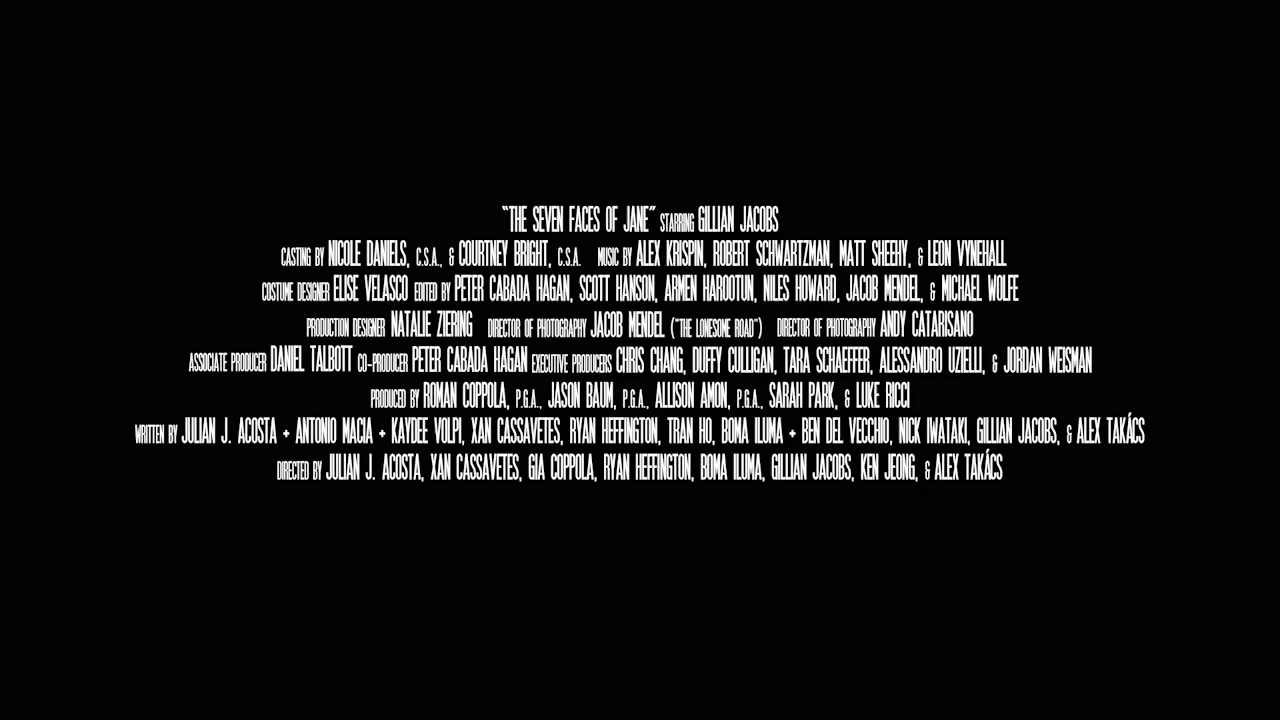 “THE SEVEN FACES OF JANE” STARRING GILLIAN JACOBS
CASTING BY NICOLE DANIELS, C.S.A., & COURTNEY BRIGHT, C.S.A. MUSIC BY ALEX KRISPIN, ROBERT SCHWARTZMAN, MATT SHEEHY, & LEON VYNEHALL
COSTUME DESIGNER ELISE VELASCO EDITED BY PETER CABADA HAGAN, SCOTT HANSON, ARMEN HAROOTUN, NILES HOWARD, JACOB MENDEL, & MICHAEL WOLFE
PRODUCTION DESIGNER NATALIE ZIERING DIRECTOR OF PHOTOGRAPHY JACOB MENDEL (“THE LONESOME ROAD”) DIRECTOR OF PHOTOGRAPHY ANDY CATARISANO
ASSOCIATE PRODUCER DANIEL TALBOTT CO-PRODUCER PETER CABADA HAGAN EXECUTIVE PRODUCERS CHRIS CHANG, DUFFY CULLIGAN, TARA SCHAEFFER, ALESSANDRO UZIELLI, & JORDAN WEISMAN
PRODUCED BY ROMAN COPPOLA, P.G.A., JASON BAUM, P.G.A., ALLISON AMON, P.G.A., SARAH PARK, & LUKE RICCI
WRITTEN BY JULIAN J. ACOSTA + ANTONIO MACIA + KAYDEE VOLPI, XAN CASSAVETES, RYAN HEFFINGTON, TRAN HO, BOMA ILUMA + BEN DEL VECCHIO, NICK IWATAKI, GILLIAN JACOBS, & ALEX TAKÁCS
DIRECTED BY JULIAN J. ACOSTA, XAN CASSAVETES, GIA COPPOLA, RYAN HEFFINGTON, BOMA ILUMA, GILLIAN JACOBS, KEN JEONG, & ALEX TAKÁCS